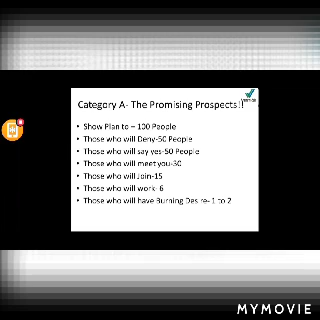 Category A- The Promising Prospects!!
Show Plan to – 100 People
Those who will Deny-50 People
Those who will say yes-50 People
Those who will meet you-30
Those who will Join-15
Those who will work- 6
Those who will have Burning Des re- 1 to 2
MYMOVIE